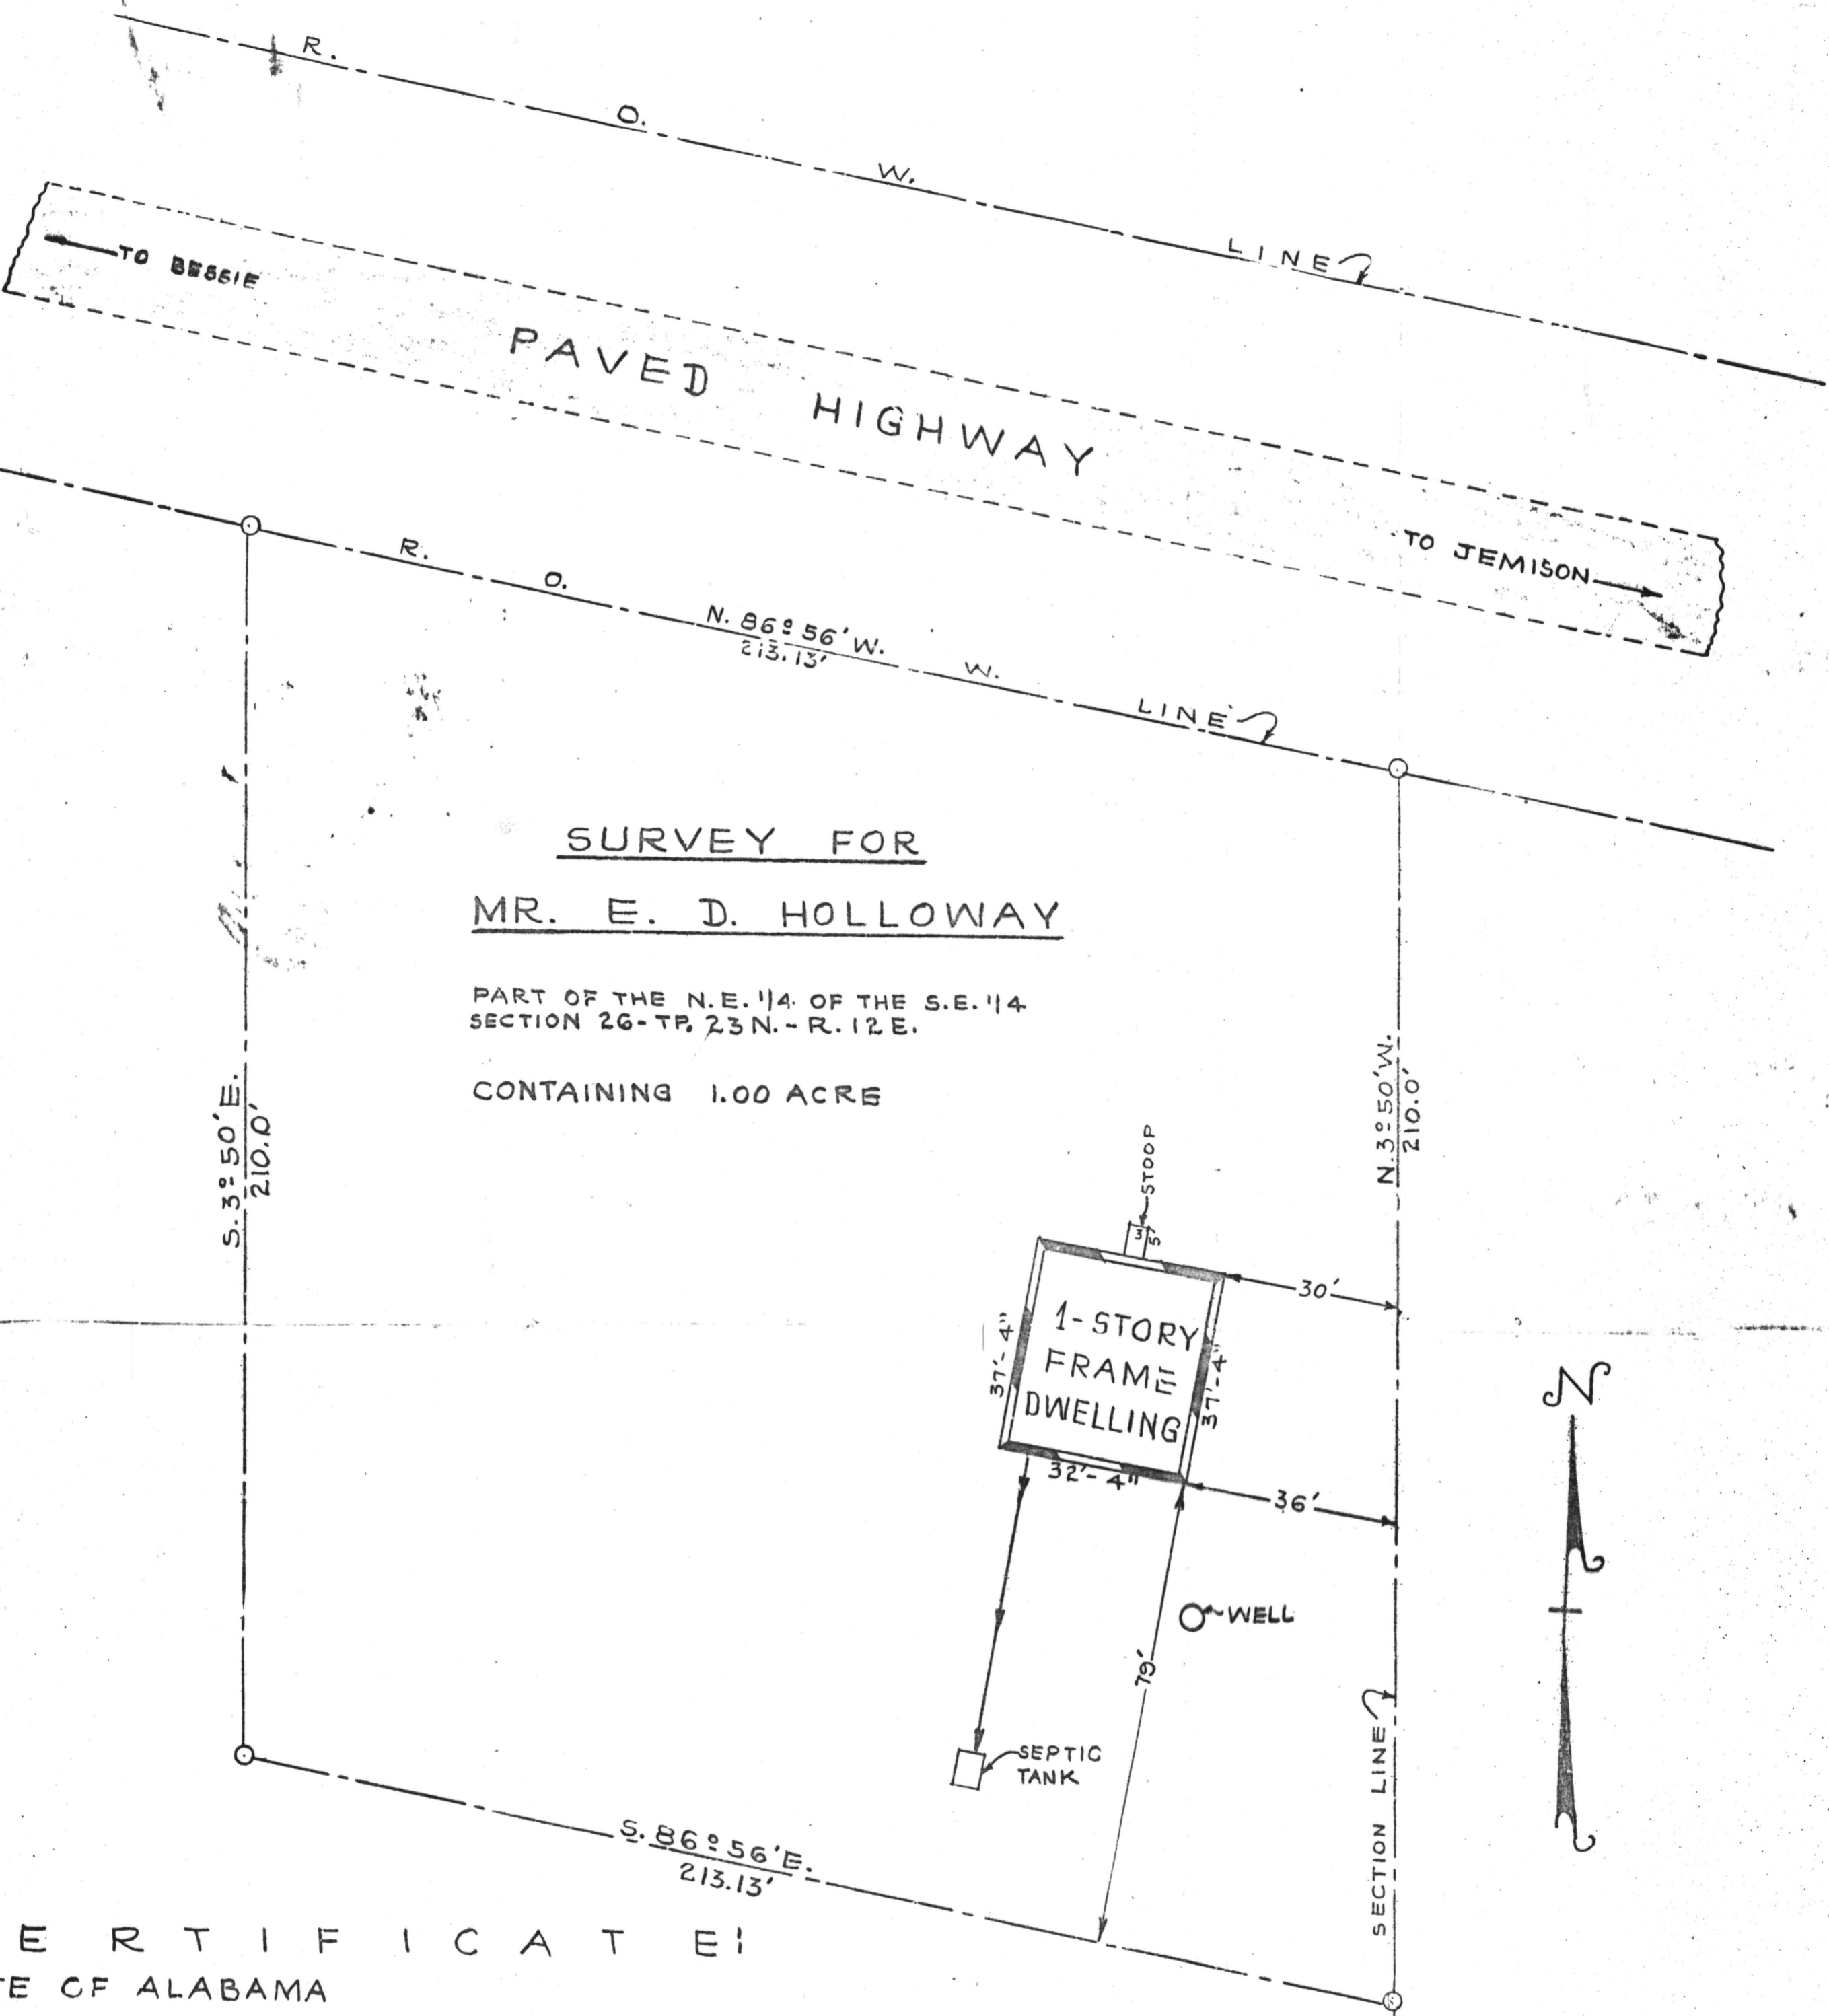 R. O. W. LINE
TO BESSIE
PAVED HIGHWAY
TO JEMISON
R. O. W. LINE
N. 86° 56' W.
213.13'
SURVEY FOR
MR. E. D. HOLLOWAY
PART OF THE N.E. 1/4 OF THE S.E. 1/4
SECTION 26-TP. 23 N.- R. 12 E.
CONTAINING 1.00 ACRE
S. 3° 50' E.
210.0'
N. 3° 50' W.
210.0'
STOOP
3'
5'
30'
1-STORY
FRAME
DWELLING
37'-4"
37'-4"
32'-4"
36'
N
WELL
79'
SEPTIC
TANK
SECTION LINE
S. 86° 56' E.
213.13'
ERTIFICATE:
TE OF ALABAMA